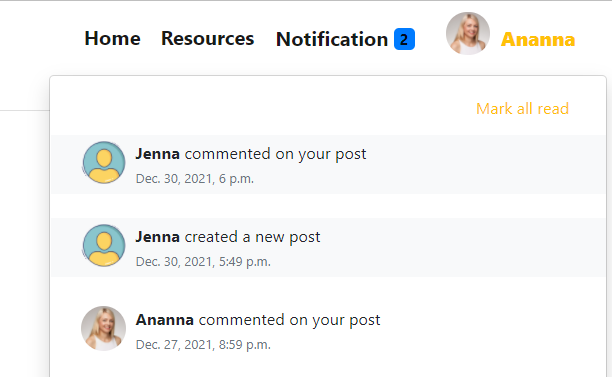 Home Resources Notification 2 Ananna
Mark all read
Jenna commented on your post
Dec. 30, 2021, 6 p.m.
Jenna created a new post
Dec. 30, 2021, 5:49 p.m.
Ananna commented on your post
Dec. 27, 2021, 8:59 p.m.